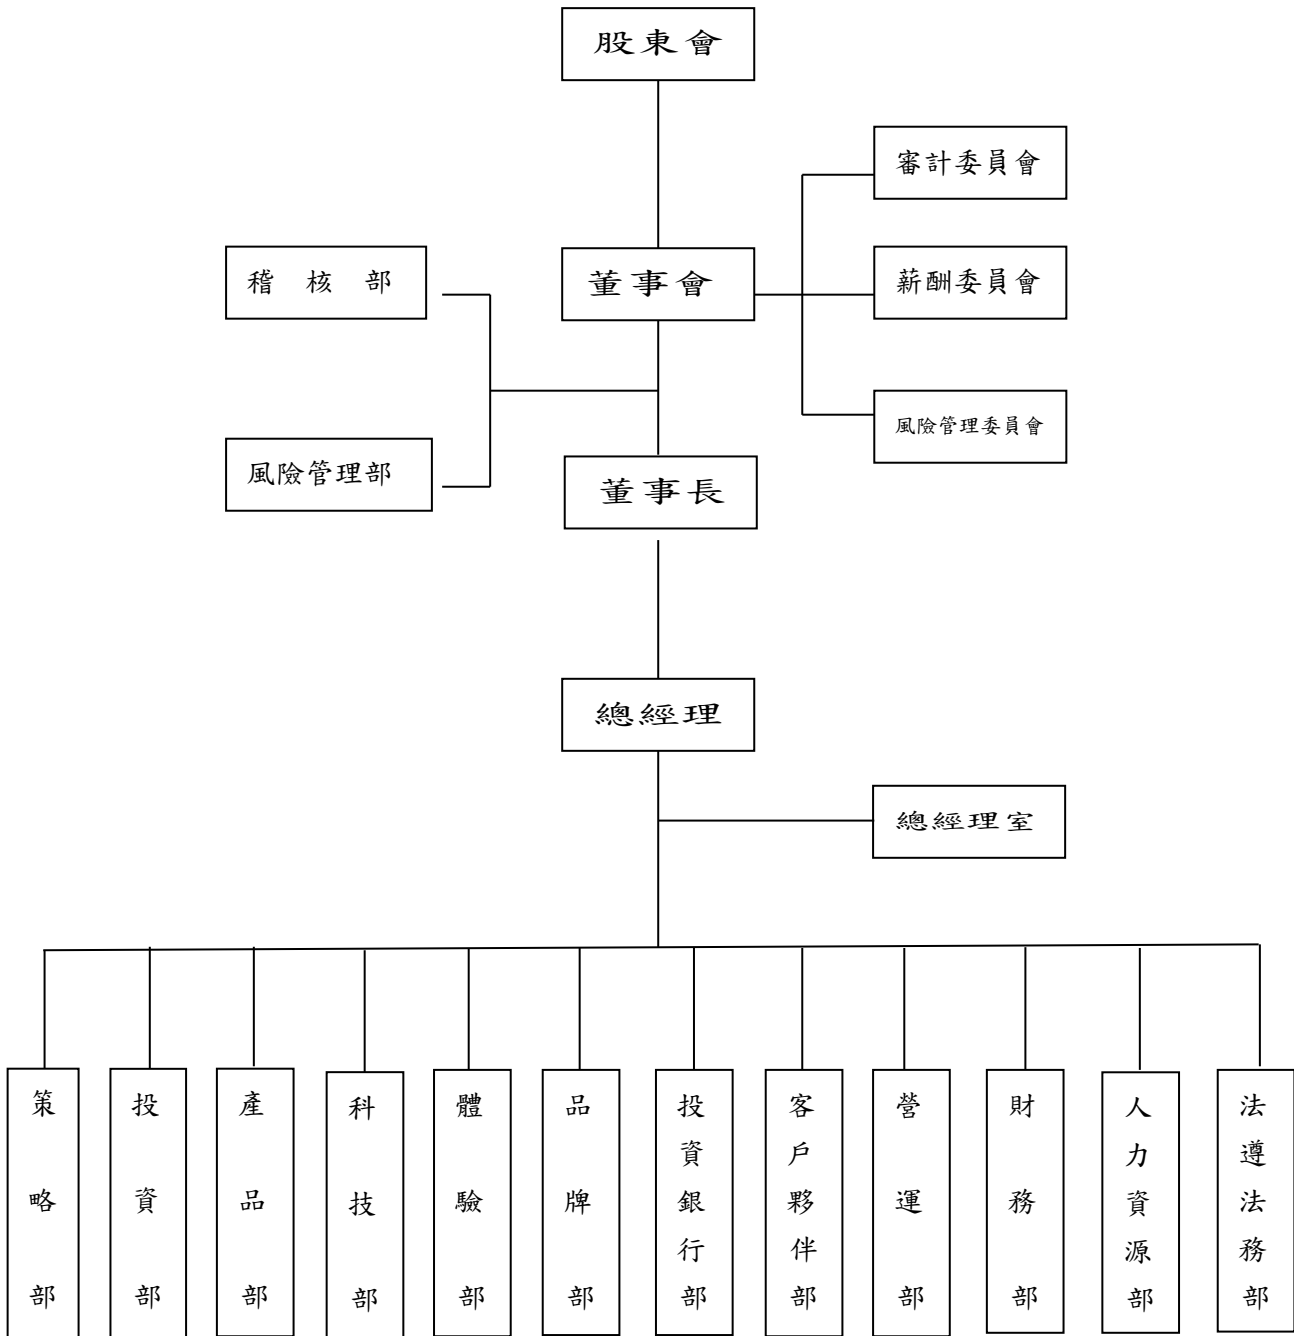 股東會
審計委員會
稽核部
董事會
薪酬委員會
風險管理委員會
風險管理部
董事長
總經理
總經理室
策略部
投資部
產品部
科技部
體驗部
品牌部
投資銀行部
客戶夥伴部
營運部
財務部
人力資源部
法遵法務部